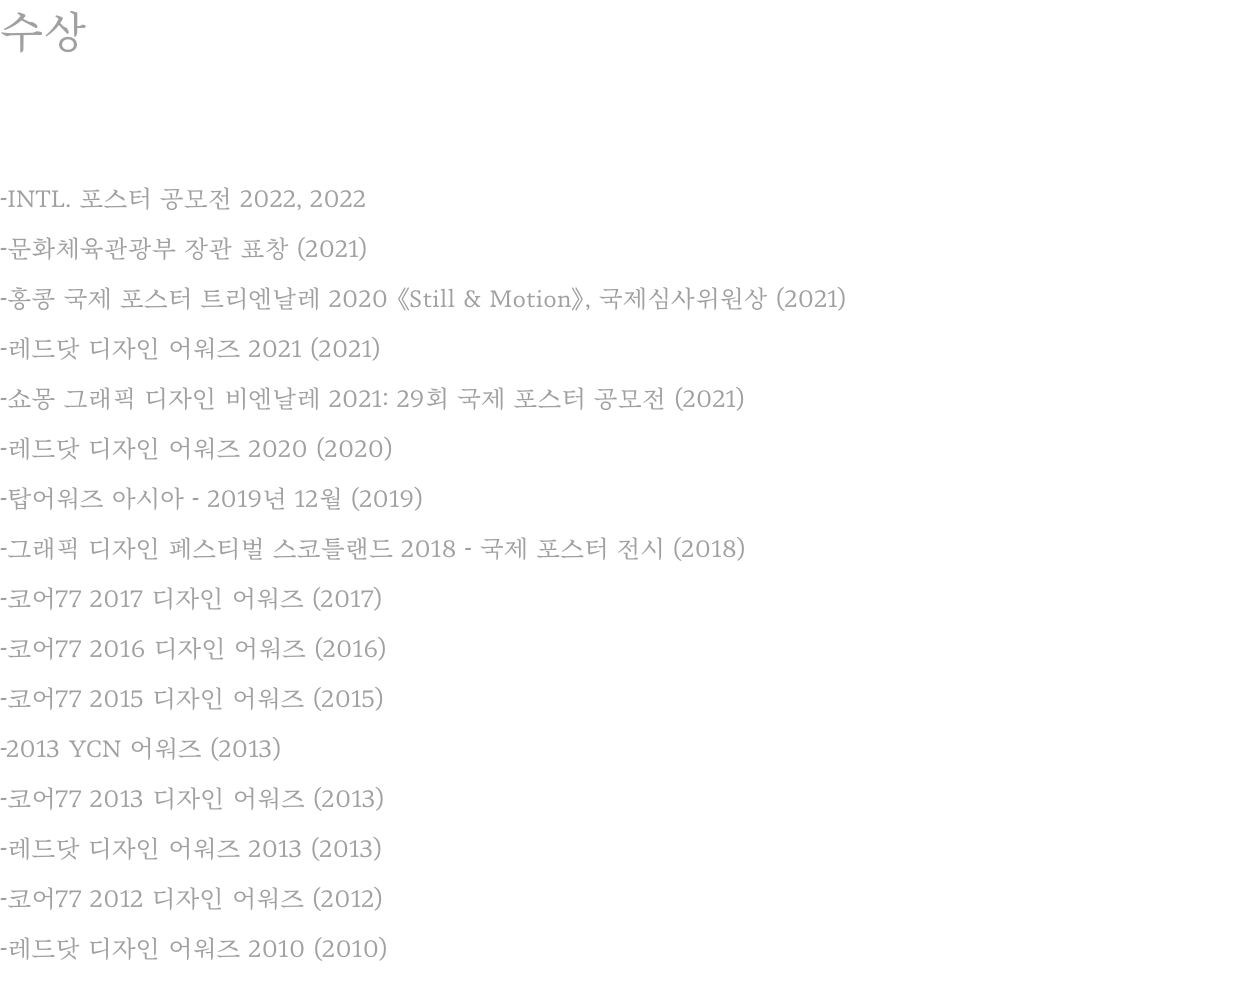 수상
-INTL. 포스터 공모전 2022, 2022
-문화체육관광부 장관 표창 (2021)
-홍콩 국제 포스터 트리엔날레 2020 《Still & Motion》, 국제심사위원상 (2021)
-레드닷 디자인 어워즈 2021 (2021)
-쇼몽 그래픽 디자인 비엔날레 2021: 29회 국제 포스터 공모전 (2021)
-레드닷 디자인 어워즈 2020 (2020)
-탑어워즈 아시아 - 2019년 12월 (2019)
-그래픽 디자인 페스티벌 스코틀랜드 2018 - 국제 포스터 전시 (2018)
-코어77 2017 디자인 어워즈 (2017)
-코어77 2016 디자인 어워즈 (2016)
-코어77 2015 디자인 어워즈 (2015)
-2013 YCN 어워즈 (2013)
-코어77 2013 디자인 어워즈 (2013)
-레드닷 디자인 어워즈 2013 (2013)
-코어77 2012 디자인 어워즈 (2012)
-레드닷 디자인 어워즈 2010 (2010)